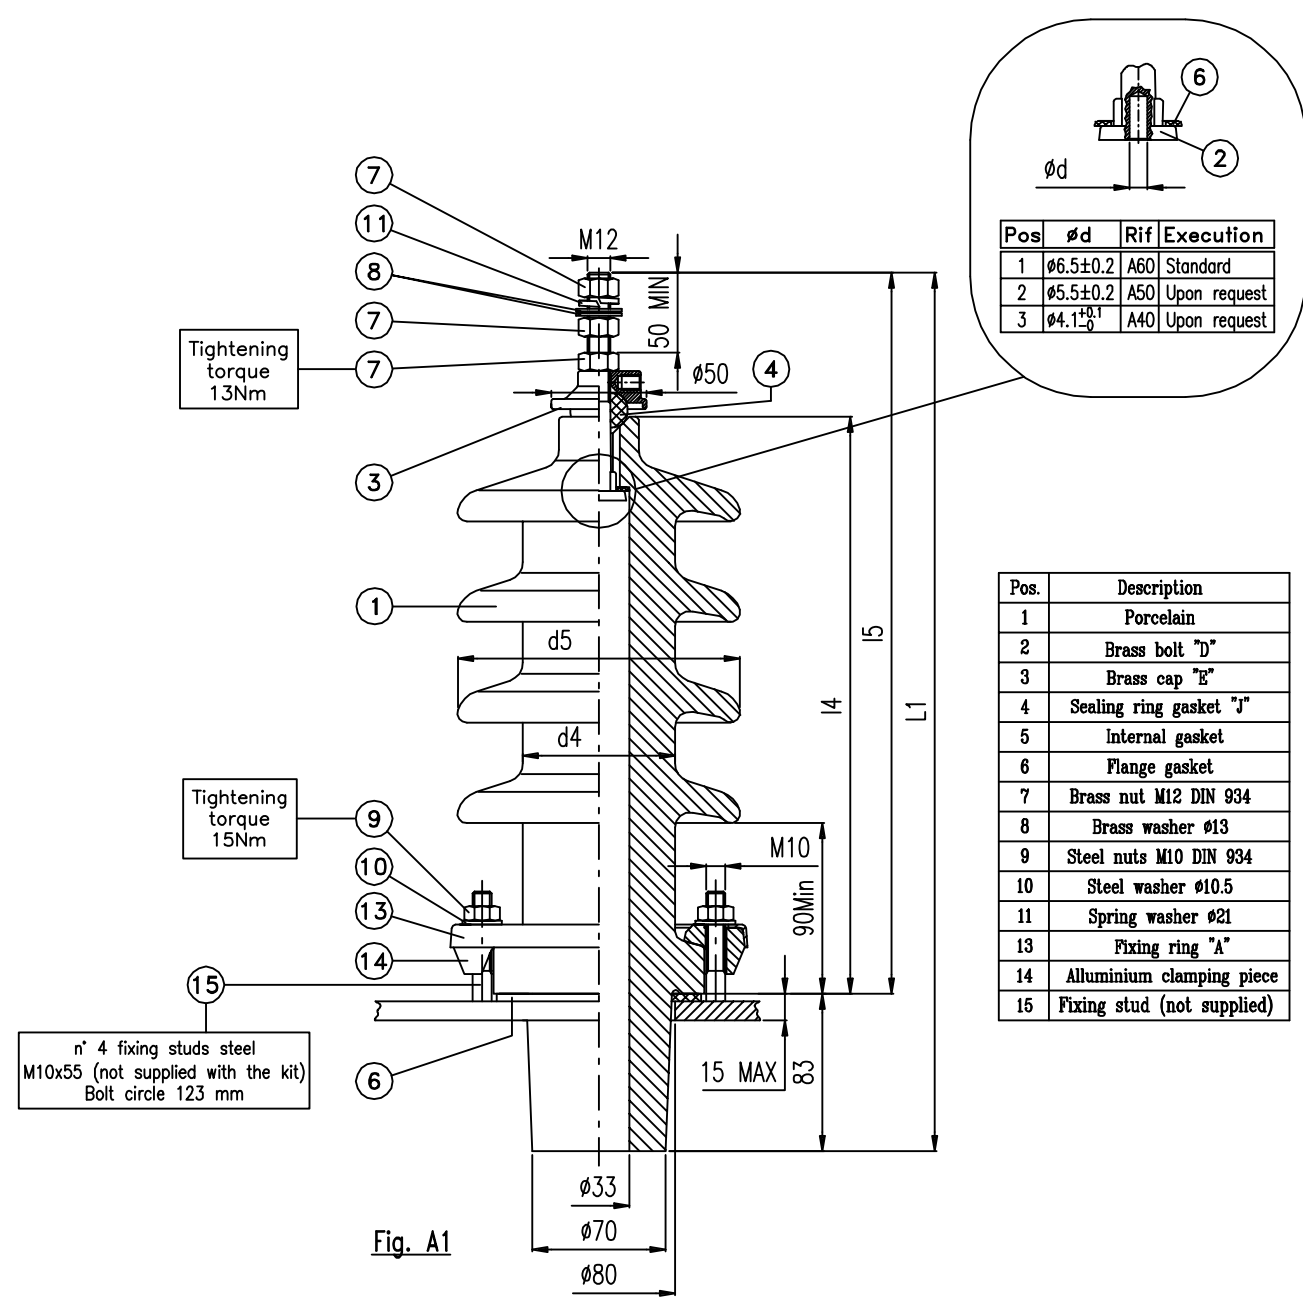 6
2
ød
Pos ød Rif Execution
1 ø6.5±0.2 A60 Standard
2 ø5.5±0.2 A50 Upon request
3 ø4.1+0.1 -0 A40 Upon request
7
11
8
7
7
3
M12
50 MIN
ø50
4
Tightening
torque
13Nm
1
d5
d4
l4
l5
L1
Pos. Description
1 Porcelain
2 Brass bolt "D"
3 Brass cap "E"
4 Sealing ring gasket "J"
5 Internal gasket
6 Flange gasket
7 Brass nut M12 DIN 934
8 Brass washer ø13
9 Steel nuts M10 DIN 934
10 Steel washer ø10.5
11 Spring washer ø21
13 Fixing ring "A"
14 Alluminium clamping piece
15 Fixing stud (not supplied)
Tightening
torque
15Nm
9
10
13
14
15
M10
90Min
n° 4 fixing studs steel
M10x55 (not supplied with the kit)
Bolt circle 123 mm
6
15 MAX
83
ø33
ø70
ø80
Fig. A1